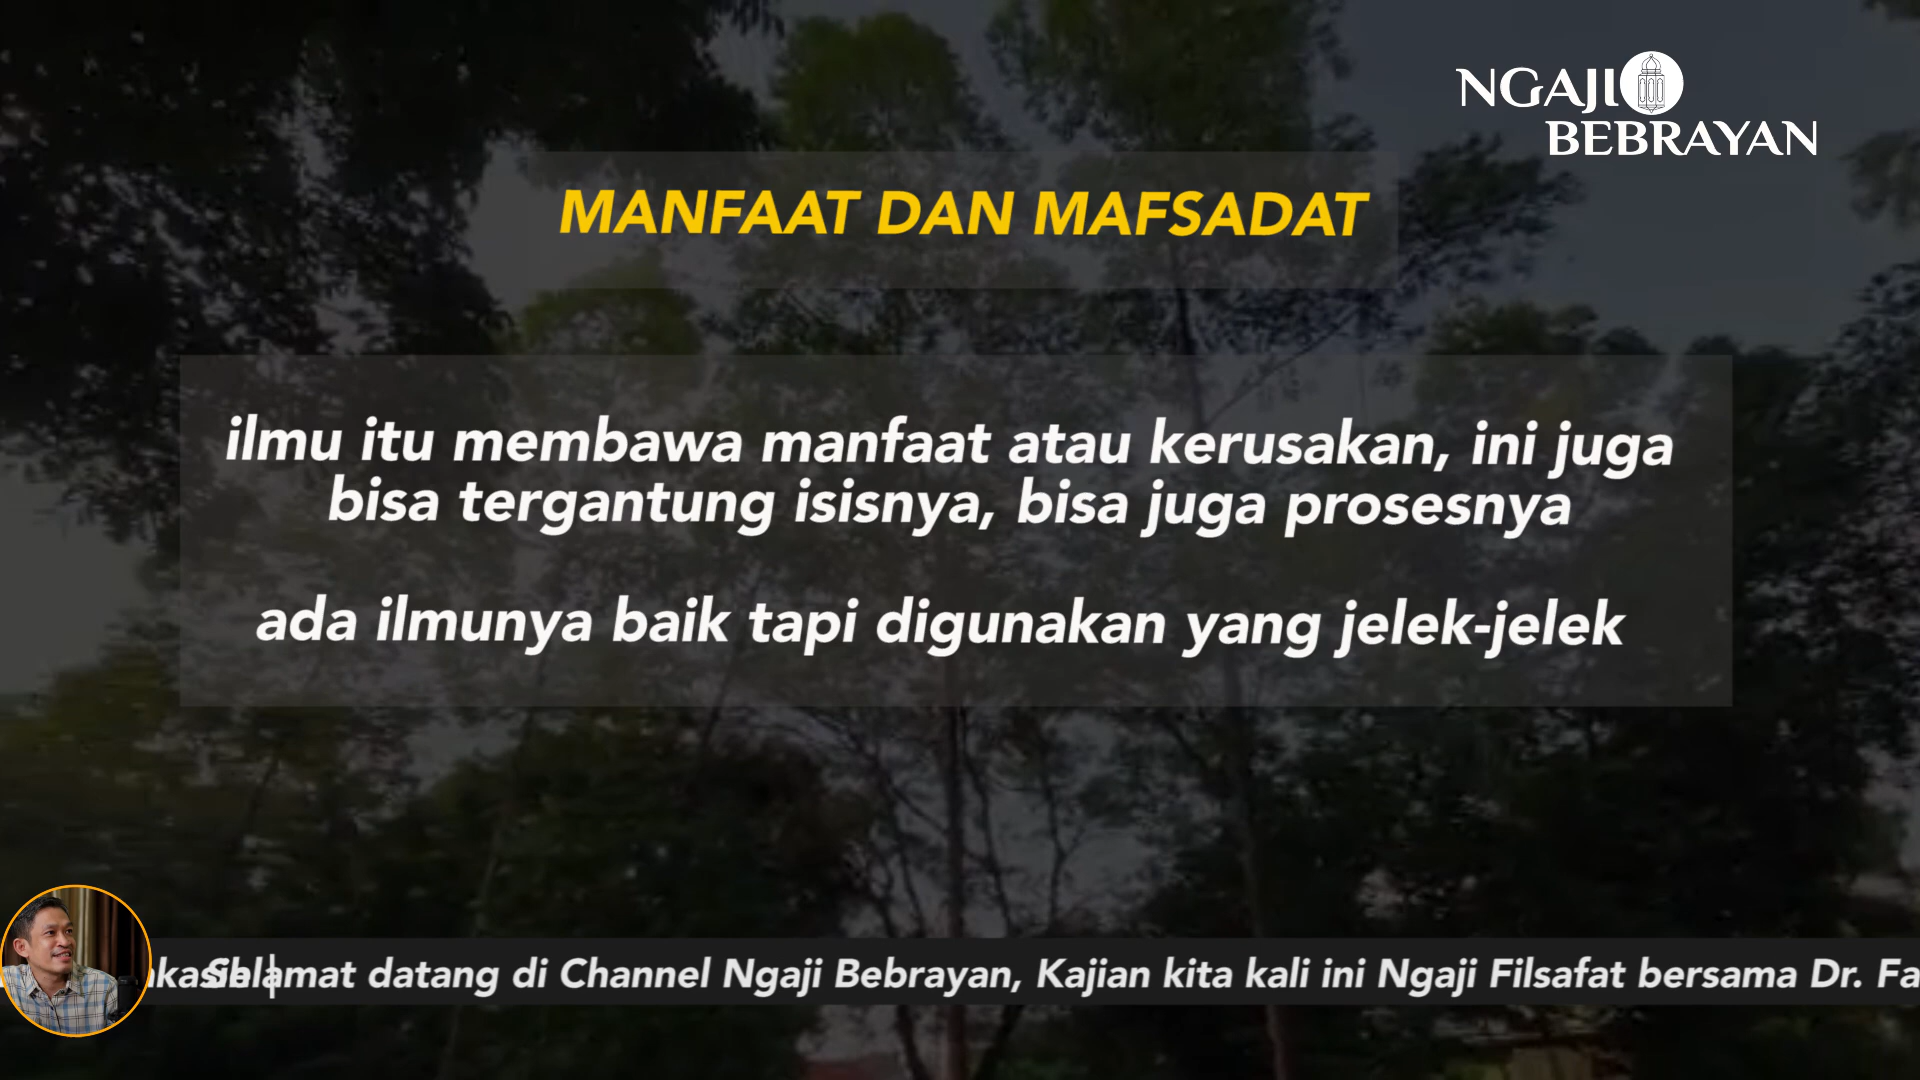 NGAJI
BEBRAYAN
MANFAAT DAN MAFSADAT
ilmu itu membawa manfaat atau kerusakan, ini juga
bisa tergantung isisnya, bisa juga prosesnya
ada ilmunya baik tapi digunakan yang jelek-jelek
Selamat datang di Channel Ngaji Bebrayan, Kajian kita kali ini Ngaji Filsafat bersama Dr.